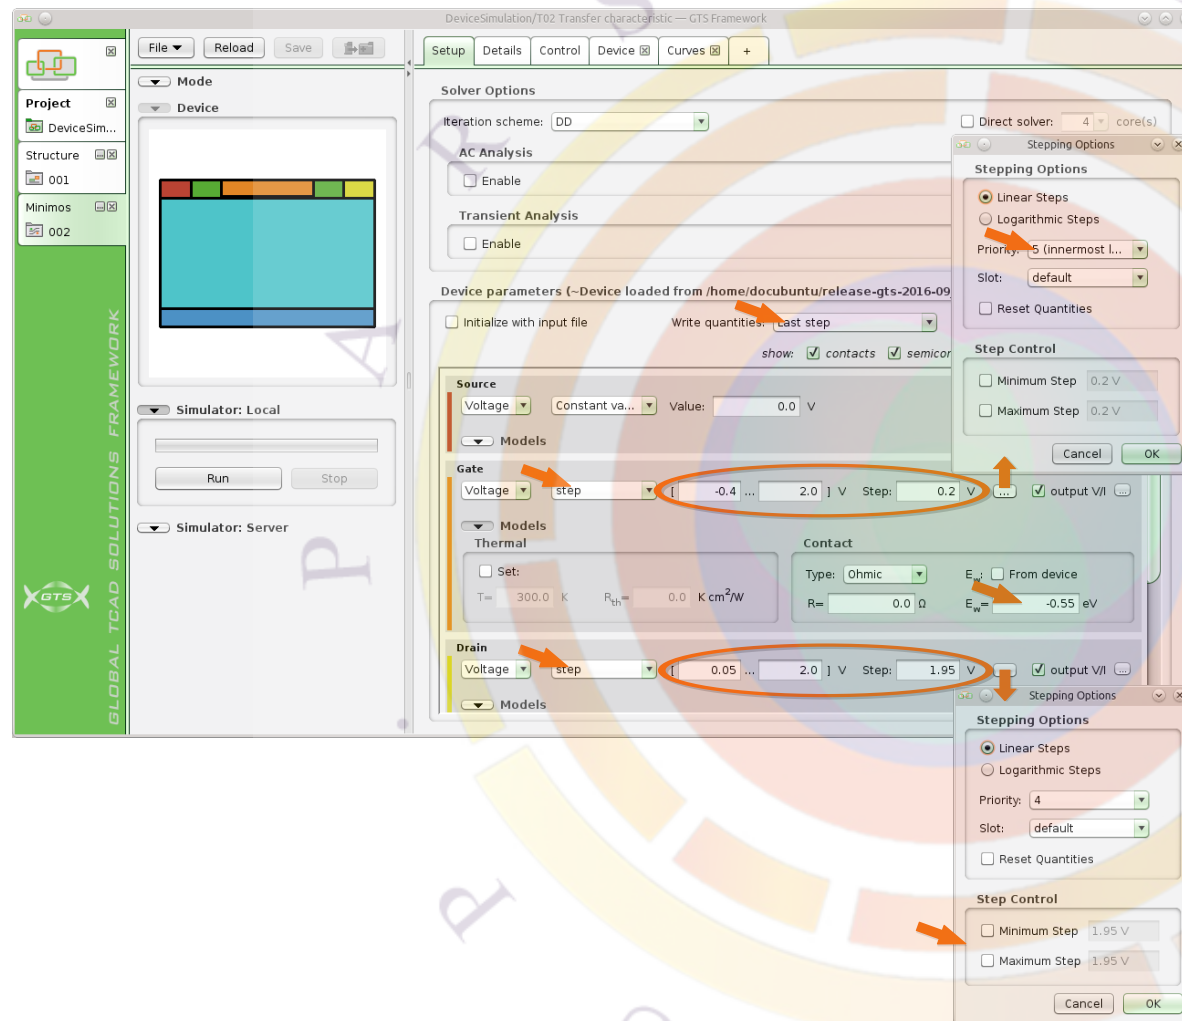 DeviceSimulation/T02 Transfer characteristic — GTS Framework
File Reload Save
Setup Details Control Device Curves +
Project
DeviceSim...
Structure
001
Minimos
002
GLOBAL TCAD SOLUTIONS FRAMEWORK
GTS
Mode
Device
Simulator: Local
Run Stop
Simulator: Server
Solver Options
Iteration scheme: DD Direct solver: 4 core(s)
AC Analysis
Enable
Transient Analysis
Enable
Device parameters (~Device loaded from /home/docubuntu/release-gts-2016-09
Initialize with input file Write quantities: Last step
show: contacts semicon
Source
Voltage Constant va... Value: 0.0 V
Models
Gate
Voltage step [ -0.4 ... 2.0 ] V Step: 0.2 V ... output V/I ...
Models
Thermal Contact
Set: Type: Ohmic Ew: From device
T= 300.0 K Rth= 0.0 K cm²/W R= 0.0 Ω Ew= -0.55 eV
Drain
Voltage step [ 0.05 ... 2.0 ] V Step: 1.95 V output V/I ...
Models
Stepping Options
Stepping Options
Linear Steps
Logarithmic Steps
Priority: 5 (innermost l...
Slot: default
Reset Quantities
Step Control
Minimum Step 0.2 V
Maximum Step 0.2 V
Cancel OK
Stepping Options
Stepping Options
Linear Steps
Logarithmic Steps
Priority: 4
Slot: default
Reset Quantities
Step Control
Minimum Step 1.95 V
Maximum Step 1.95 V
Cancel OK